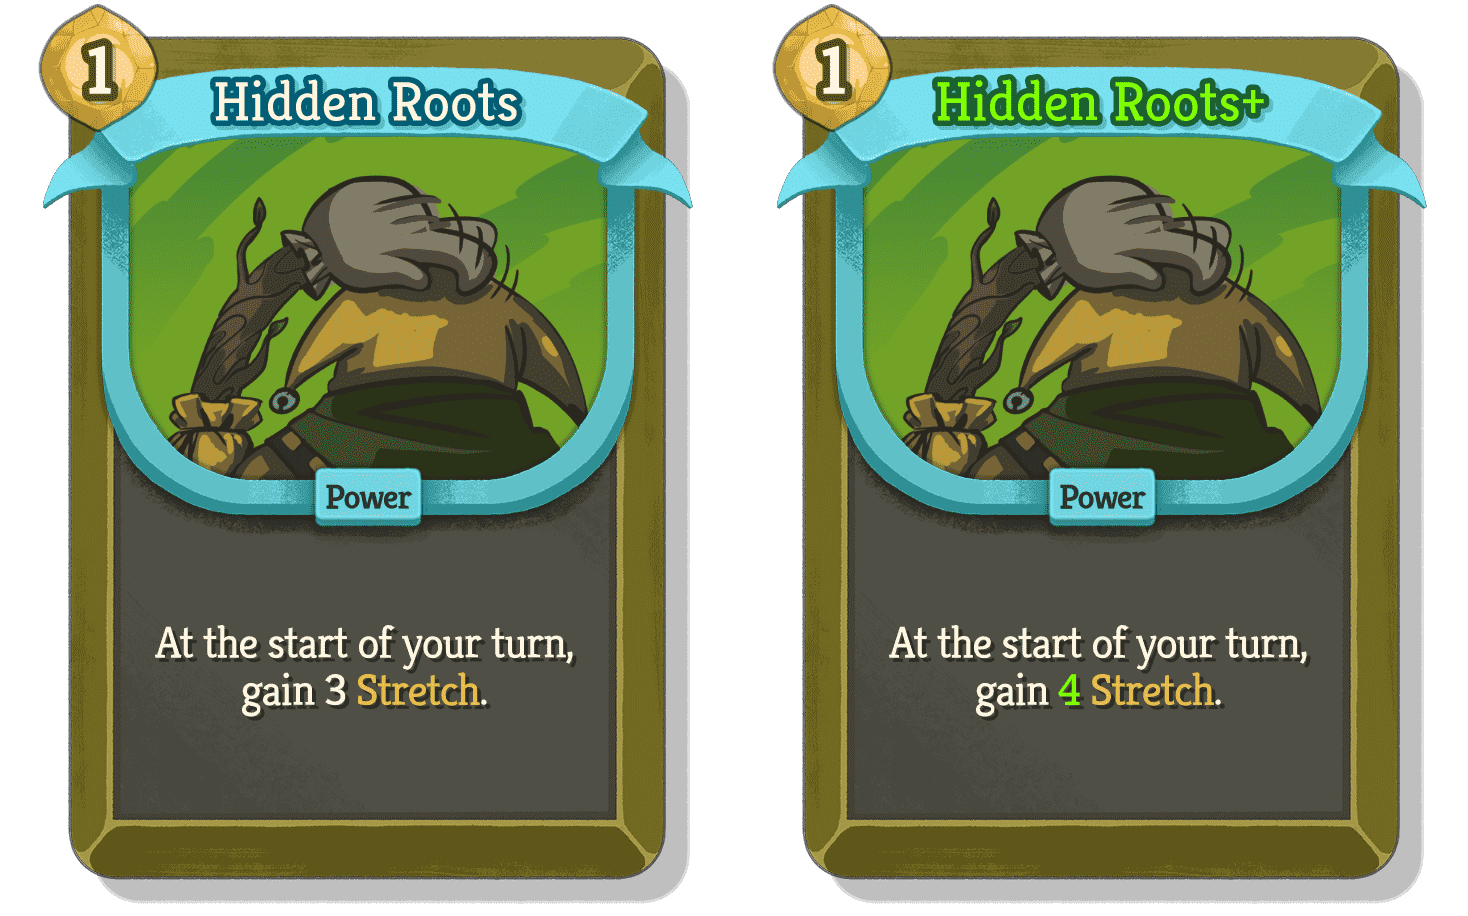 1
Hidden Roots
Power
At the start of your turn,
gain 3 Stretch.
1
Hidden Roots+
Power
At the start of your turn,
gain 4 Stretch.